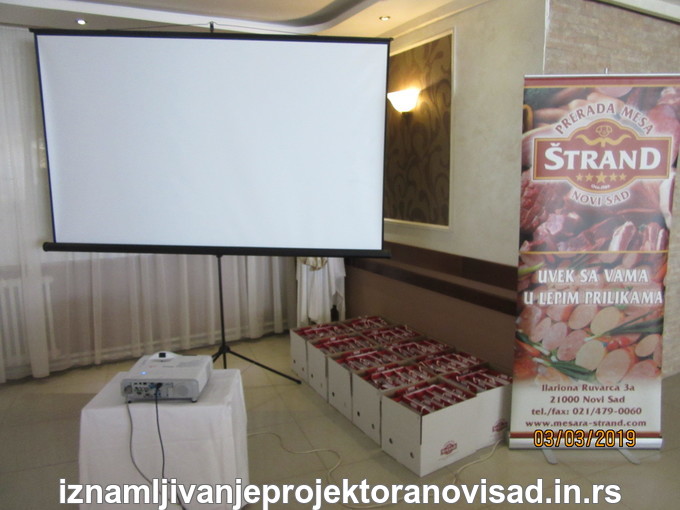 PRERADA MESA
ŠTRAND
NOVI SAD
UVEK SA VAMA
U LEPIM PRILIKAMA
Ilariona Ruvarca 3a
21000 Novi Sad
tel./fax: 021/479-0060
www.mesara-strand.com
03/03/2019
iznamljivanjeprojektoranovisad.in.rs